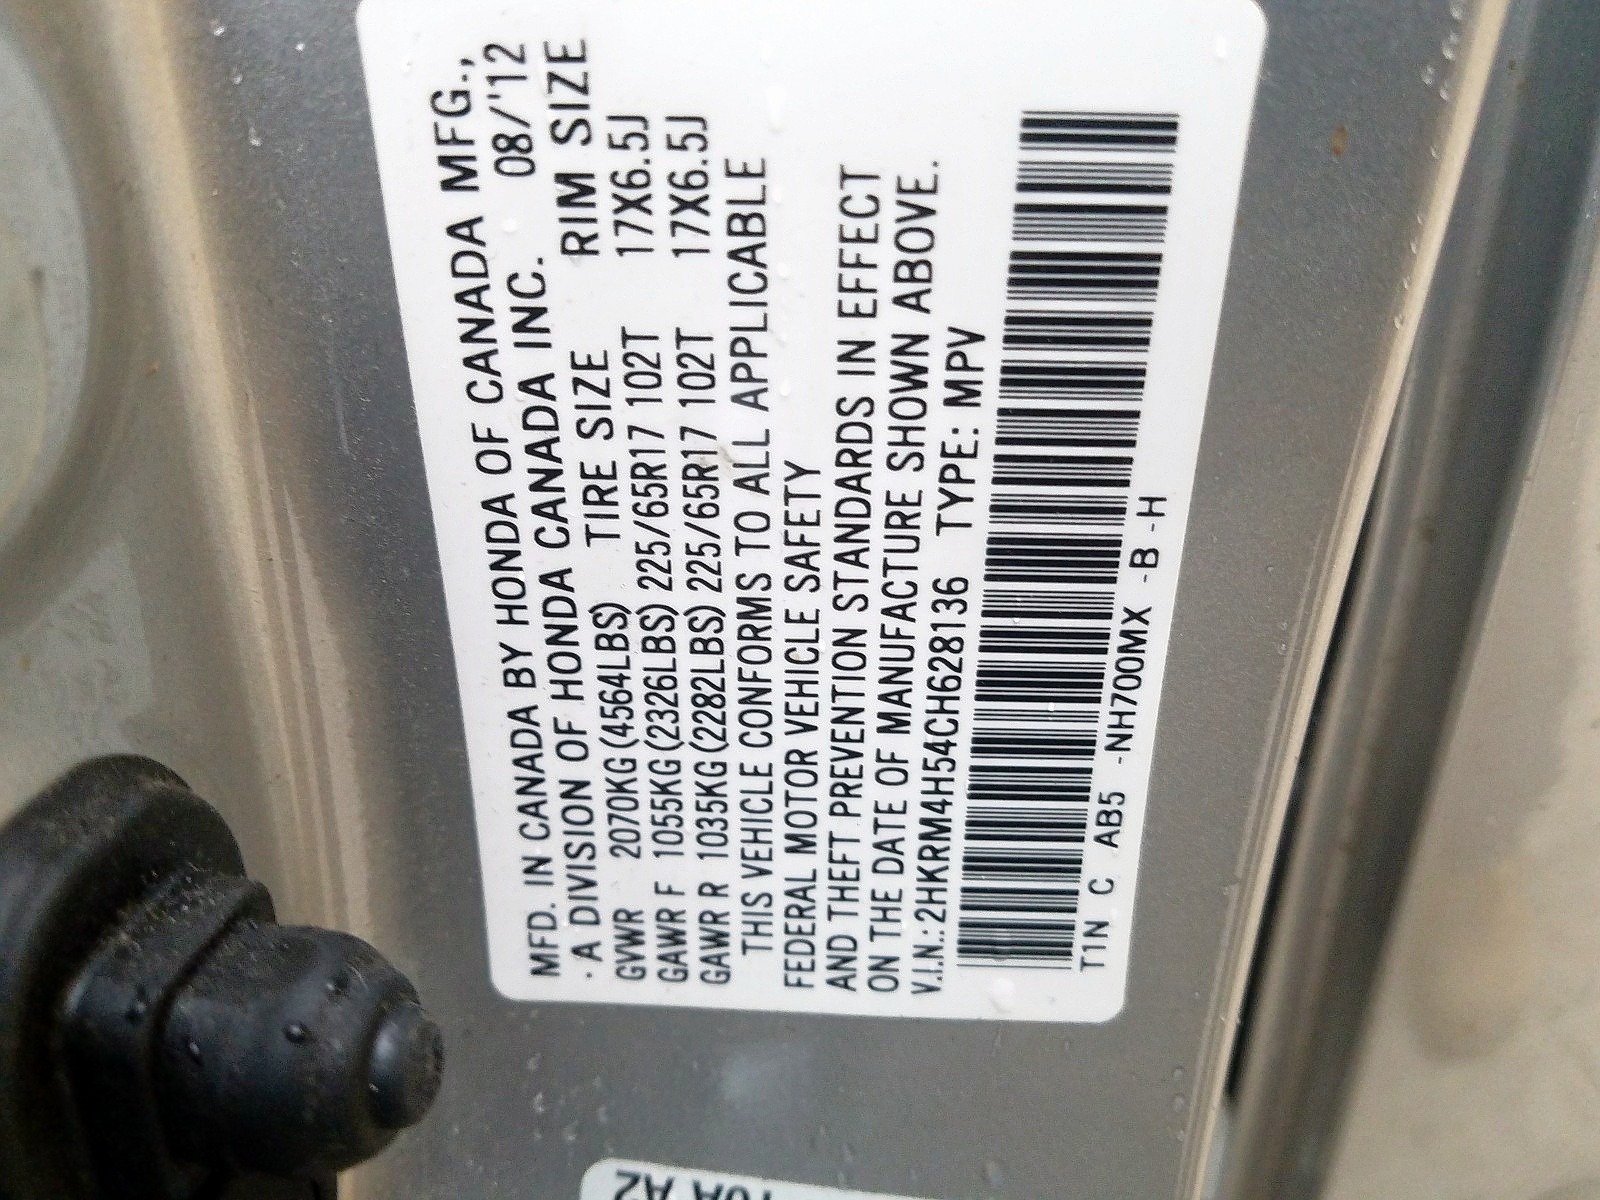 MFD. IN CANADA BY HONDA OF CANADA MFG.,
· A DIVISION OF HONDA CANADA INC. 08/'12
GVWR 2070KG (4564LBS) TIRE SIZE RIM SIZE
GAWR F 1055KG (2326LBS) 225/65R17 102T 17X6.5J
GAWR R 1035KG (2282LBS) 225/65R17 102T 17X6.5J
THIS VEHICLE CONFORMS TO ALL APPLICABLE
FEDERAL MOTOR VEHICLE SAFETY
AND THEFT PREVENTION STANDARDS IN EFFECT
ON THE DATE OF MANUFACTURE SHOWN ABOVE.
V.I.N.: 2HKRM4H54CH628136 TYPE: MPV
T1N C AB5 -NH700MX -B -H